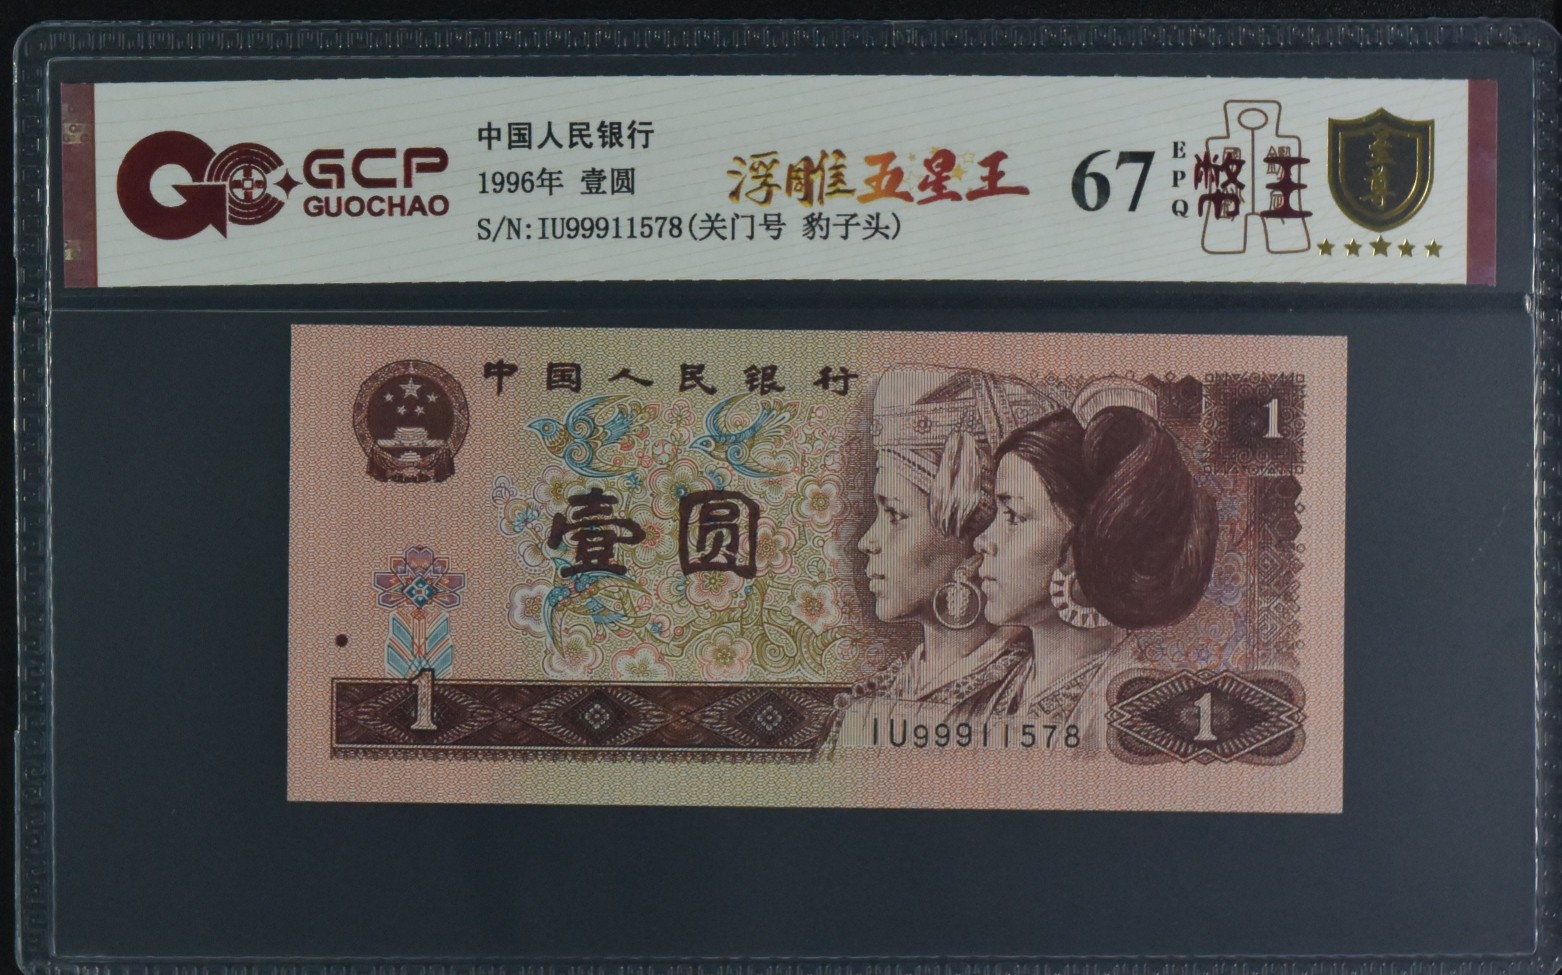 GCP
GUOCHAO
中国人民银行
1996年 壹圆
S/N:IU99911578(关门号 豹子头)
浮雕五星王
67
EPQ
至尊
中国人民银行
1
壹圆
1
IU99911578
1